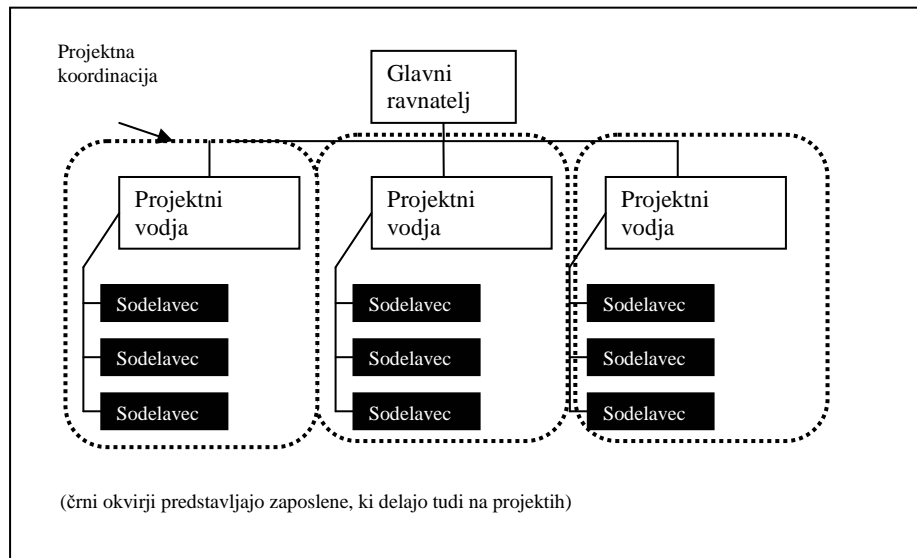 Projektna
koordinacija
Glavni
ravnatelj
Projektni
vodja
Projektni
vodja
Projektni
vodja
Sodelavec
Sodelavec
Sodelavec
Sodelavec
Sodelavec
Sodelavec
Sodelavec
Sodelavec
Sodelavec
(črni okvirji predstavljajo zaposlene, ki delajo tudi na projektih)